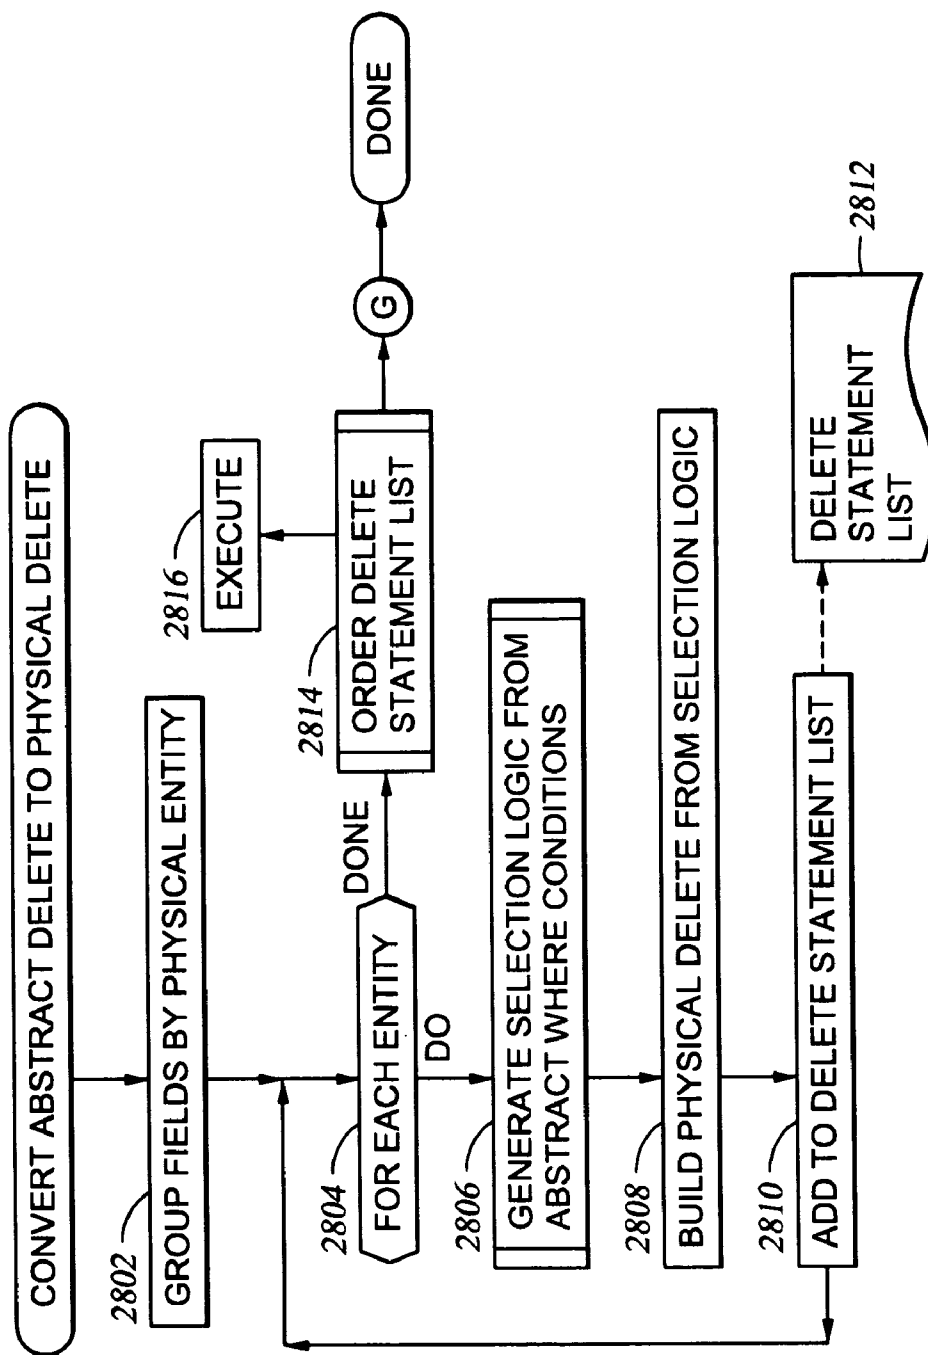 CONVERT ABSTRACT DELETE TO PHYSICAL DELETE
2802
GROUP FIELDS BY PHYSICAL ENTITY
2804
FOR EACH ENTITY
DONE
DO
2806
GENERATE SELECTION LOGIC FROM
ABSTRACT WHERE CONDITIONS
2808
BUILD PHYSICAL DELETE FROM SELECTION LOGIC
2810
ADD TO DELETE STATEMENT LIST
2812
DELETE
STATEMENT
LIST
2814
ORDER DELETE
STATEMENT LIST
2816
EXECUTE
G
DONE